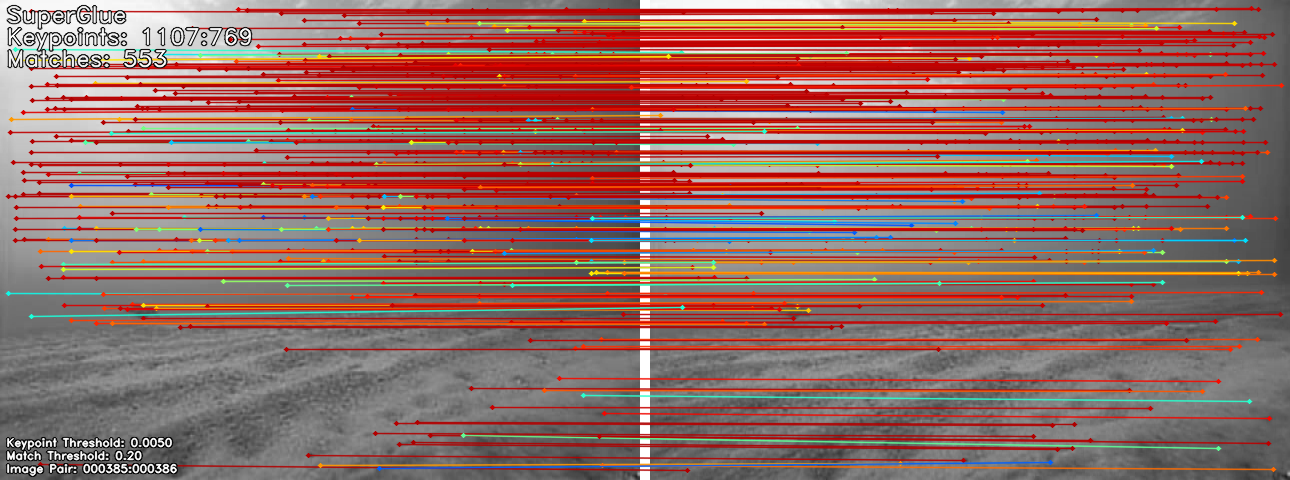 SuperGlue
Keypoints: 1107:769
Matches: 553
Keypoint Threshold: 0.0050
Match Threshold: 0.20
Image Pair: 000385:000386